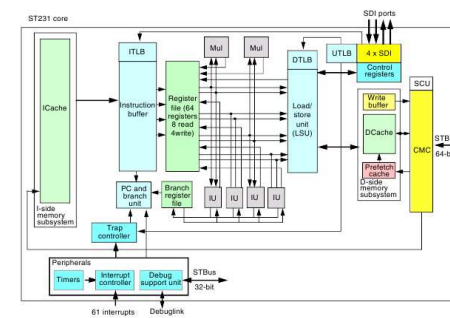 ST231 core
SDI ports
ITLB
Mul
Mul
DTLB
UTLB
4 x SDI
Control
registers
SCU
ICache
Instruction
buffer
Register
file (64
registers
8 read
4write)
Load/
store
unit
(LSU)
Write
buffer
DCache
Prefetch
cache
D-side
memory
subsystem
CMC
STB
64-b
I-side
memory
subsystem
PC and
branch
unit
Branch
register
file
IU
IU
IU
IU
Trap
controller
Peripherals
Timers
Interrupt
controller
Debug
support unit
STBus
32-bit
61 interrupts
Debuglink